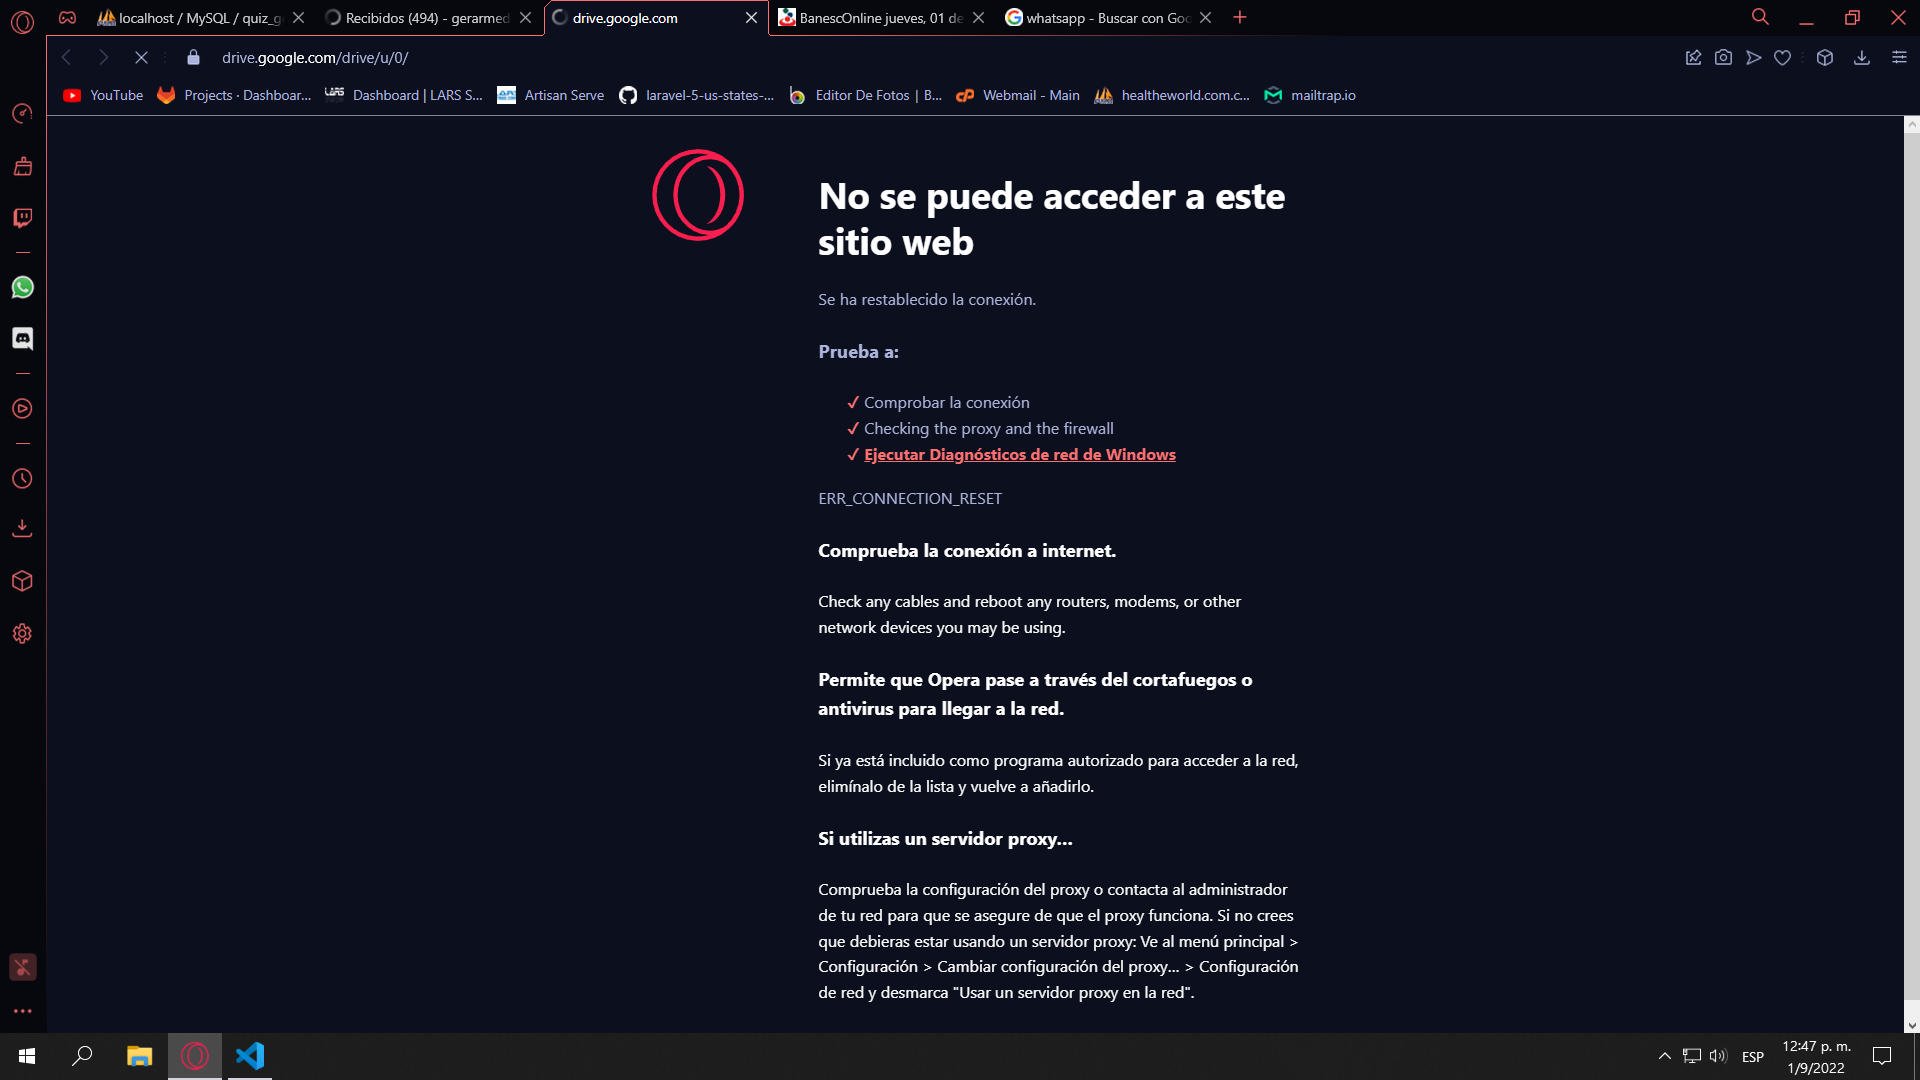 localhost / MySQL / quiz_g
Recibidos (494) - gerarmed
drive.google.com
BanescOnline jueves, 01 de
whatsapp - Buscar con Goo
drive.google.com/drive/u/0/
YouTube
Projects · Dashboar...
Dashboard | LARS S...
Artisan Serve
laravel-5-us-states-...
Editor De Fotos | B...
Webmail - Main
healtheworld.com.c...
mailtrap.io
No se puede acceder a este
sitio web
Se ha restablecido la conexión.
Prueba a:
✓ Comprobar la conexión
✓ Checking the proxy and the firewall
✓ Ejecutar Diagnósticos de red de Windows
ERR_CONNECTION_RESET
Comprueba la conexión a internet.
Check any cables and reboot any routers, modems, or other
network devices you may be using.
Permite que Opera pase a través del cortafuegos o
antivirus para llegar a la red.
Si ya está incluido como programa autorizado para acceder a la red,
elimínalo de la lista y vuelve a añadirlo.
Si utilizas un servidor proxy...
Comprueba la configuración del proxy o contacta al administrador
de tu red para que se asegure de que el proxy funciona. Si no crees
que debieras estar usando un servidor proxy: Ve al menú principal >
Configuración > Cambiar configuración del proxy... > Configuración
de red y desmarca "Usar un servidor proxy en la red".
ESP
12:47 p. m.
1/9/2022